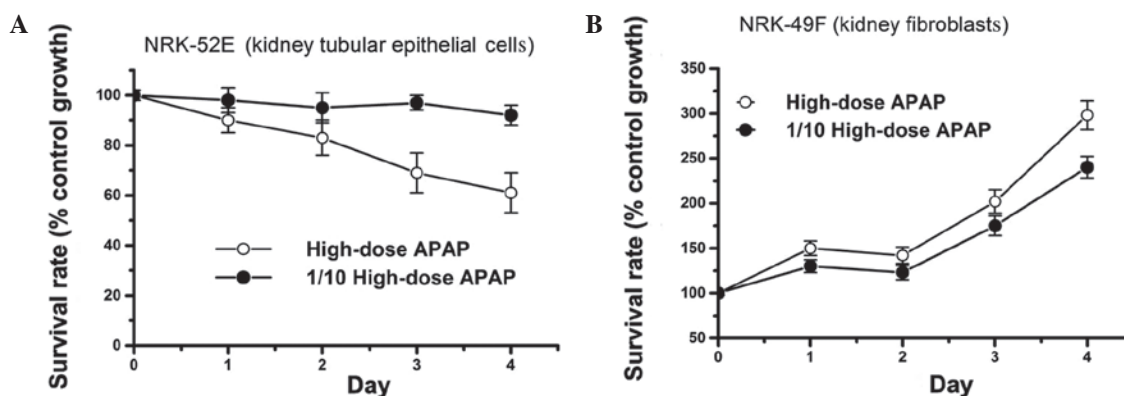 A
NRK-52E (kidney tubular epithelial cells)
Survival rate (% control growth)
100
80
60
40
20
0
High-dose APAP
1/10 High-dose APAP
0 1 2 3 4
Day
B
NRK-49F (kidney fibroblasts)
Survival rate (% control growth)
350
300
250
200
150
100
50
High-dose APAP
1/10 High-dose APAP
0 1 2 3 4
Day